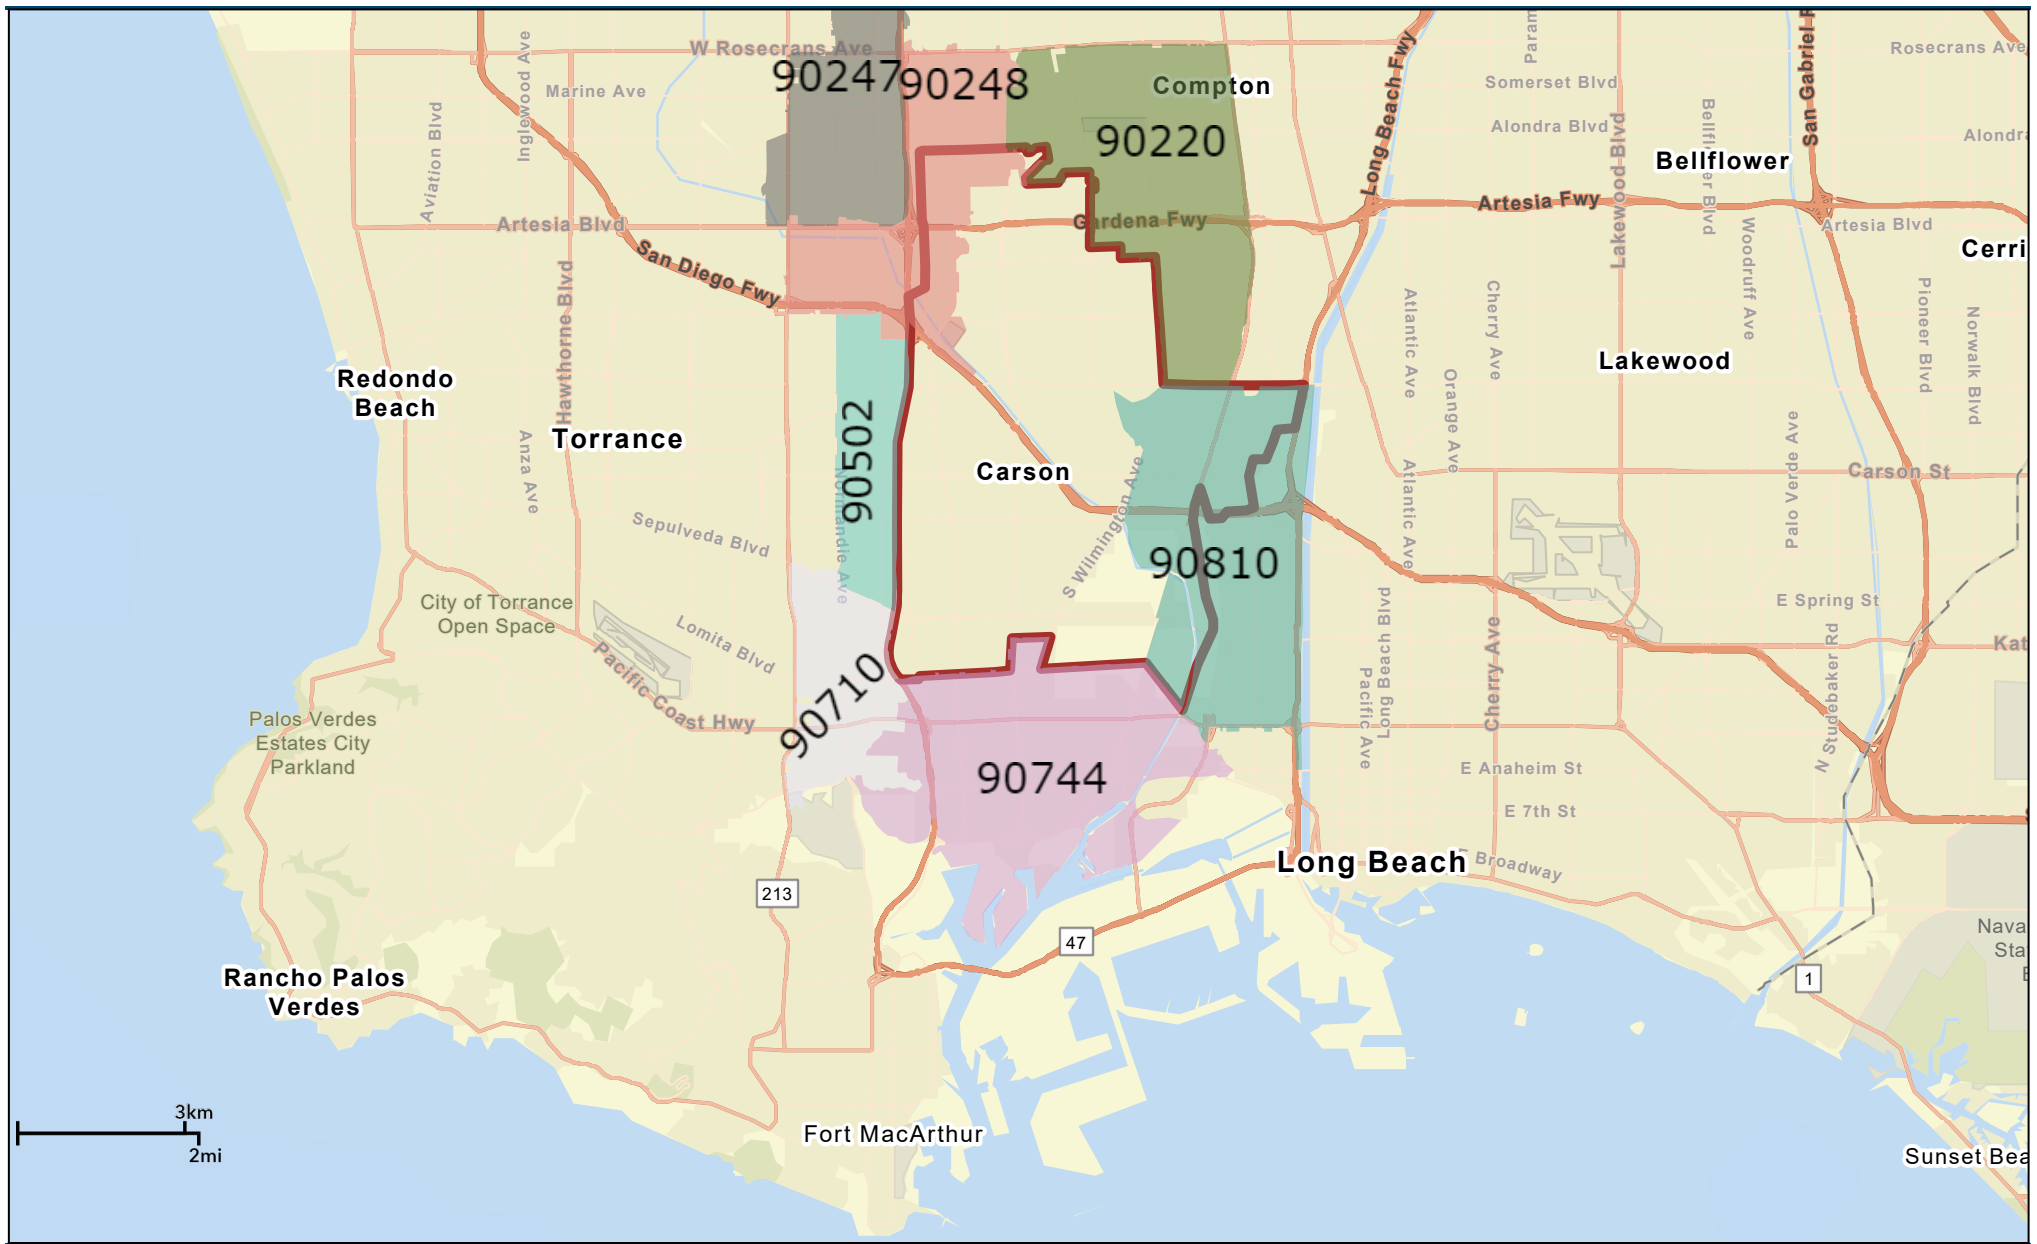 W Rosecrans Ave
Rosecrans Ave
90247
90248
Compton
90220
Marine Ave
Inglewood Ave
Aviation Blvd
Somerset Blvd
Alondra Blvd
Bellflower
Long Beach Fwy
Lakewood Blvd
Artesia Blvd
San Diego Fwy
Gardena Fwy
Artesia Fwy
Artesia Blvd
Woodruff Ave
Hawthorne Blvd
Redondo
Beach
Torrance
Anza Ave
90502
Normandie Ave
Carson
S Wilmington Ave
Atlantic Ave
Cherry Ave
Orange Ave
Lakewood
Pioneer Blvd
Norwalk Blvd
Carson St
Palo Verde Ave
Atlantic Ave
Sepulveda Blvd
City of Torrance
Open Space
Lomita Blvd
Pacific Coast Hwy
90710
90810
90744
E Spring St
Long Beach Blvd
Pacific Ave
Cherry Ave
N Studebaker Rd
Palos Verdes
Estates City
Parkland
E Anaheim St
E 7th St
Long Beach
E Broadway
213
47
1
Rancho Palos
Verdes
Fort MacArthur
3km
2mi